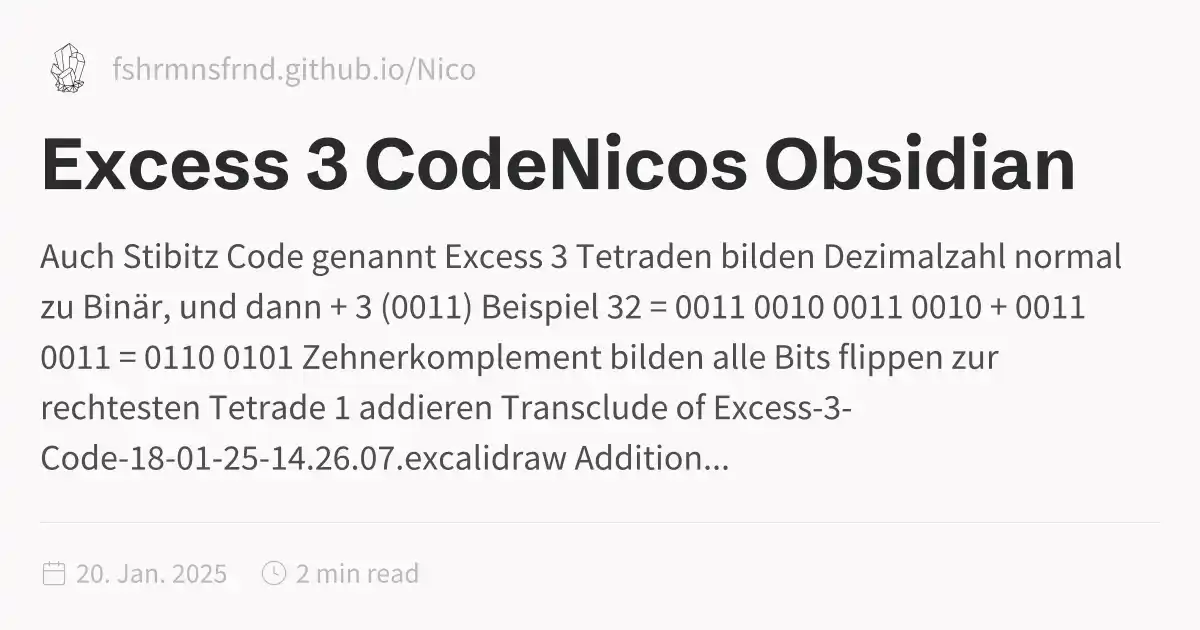 fshrmnsfrnd.github.io/Nico
Excess 3 CodeNicos Obsidian
Auch Stibitz Code genannt Excess 3 Tetraden bilden Dezimalzahl normal
zu Binär, und dann + 3 (0011) Beispiel 32 = 0011 0010 0011 0010 + 0011
0011 = 0110 0101 Zehnerkomplement bilden alle Bits flippen zur
rechtesten Tetrade 1 addieren Transclude of Excess-3-
Code-18-01-25-14.26.07.excalidraw Addition...
20. Jan. 2025 2 min read